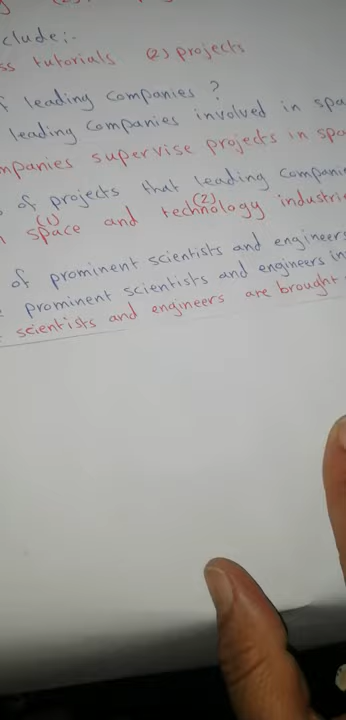 clude:-
ss tutorials (2) projects
f leading companies ?
leading companies involved in spa
mpanies supervise projects in spa
of projects that leading compani
(1) (2)
n space and technology industri
of prominent scientists and engineers
prominent scientists and engineers in
scientists and engineers are brought